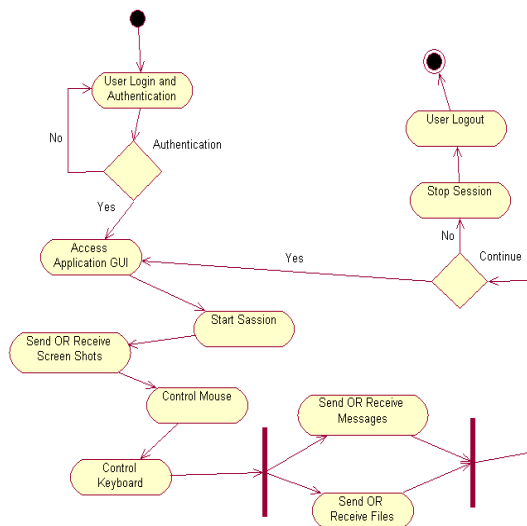 User Login and
Authentication
No
Authentication
Yes
Access
Application GUI
Start Sassion
Send OR Receive
Screen Shots
Control Mouse
Control
Keyboard
Send OR Receive
Messages
Send OR
Receive Files
Continue
Yes
No
Stop Session
User Logout